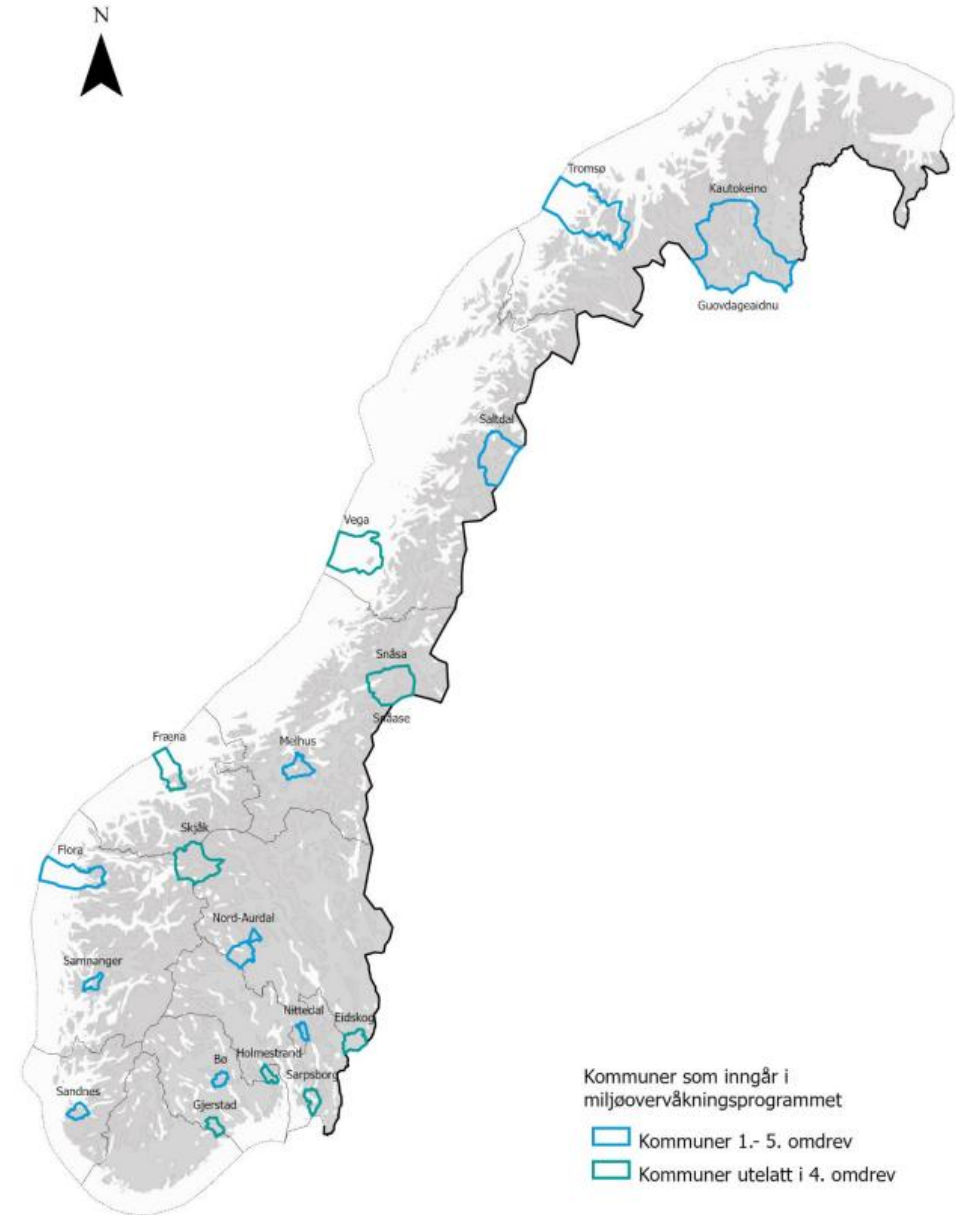 N
Tromsø
Kautokeino
Guovdageaidnu
Saltdal
Vega
Snåsa
Snåase
Fræna
Melhus
Skjåk
Flora
Nord-Aurdal
Samnanger
Nittedal
Eidskog
Bø
Holmestrand
Sarpsborg
Sandnes
Gjerstad
Kommuner som inngår i
miljøovervåkningsprogrammet
Kommuner 1.- 5. omdrev
Kommuner utelatt i 4. omdrev